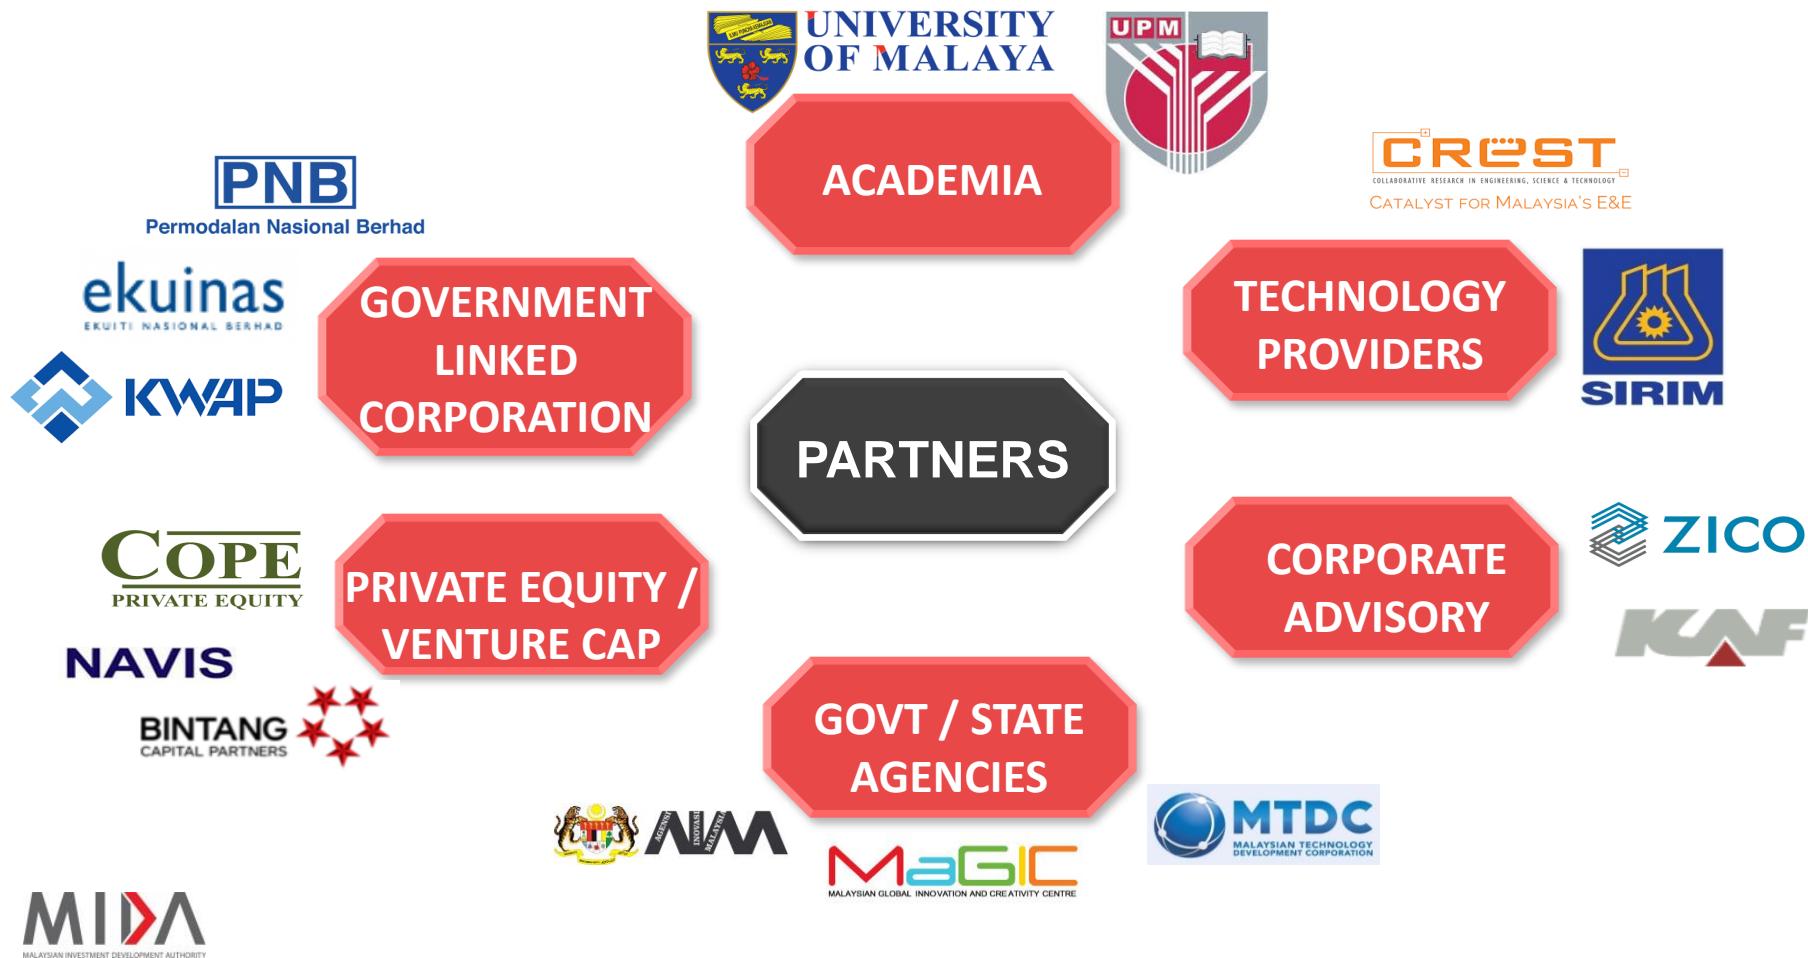 UNIVERSITY
OF MALAYA
UPM
ACADEMIA
CREST
COLLABORATIVE RESEARCH IN ENGINEERING, SCIENCE & TECHNOLOGY
CATALYST FOR MALAYSIA'S E&E
PNB
Permodalan Nasional Berhad
ekuinas
EKUITI NASIONAL BERHAD
KWAP
GOVERNMENT
LINKED
CORPORATION
TECHNOLOGY
PROVIDERS
SIRIM
PARTNERS
COPE
PRIVATE EQUITY
NAVIS
BINTANG
CAPITAL PARTNERS
PRIVATE EQUITY /
VENTURE CAP
CORPORATE
ADVISORY
ZICO
KAF
GOVT / STATE
AGENCIES
AGENSI
INOVASI
MALAYSIA
AIM
MaGIC
MALAYSIAN GLOBAL INNOVATION AND CREATIVITY CENTRE
MTDC
MALAYSIAN TECHNOLOGY
DEVELOPMENT CORPORATION
MIDA
MALAYSIAN INVESTMENT DEVELOPMENT AUTHORITY